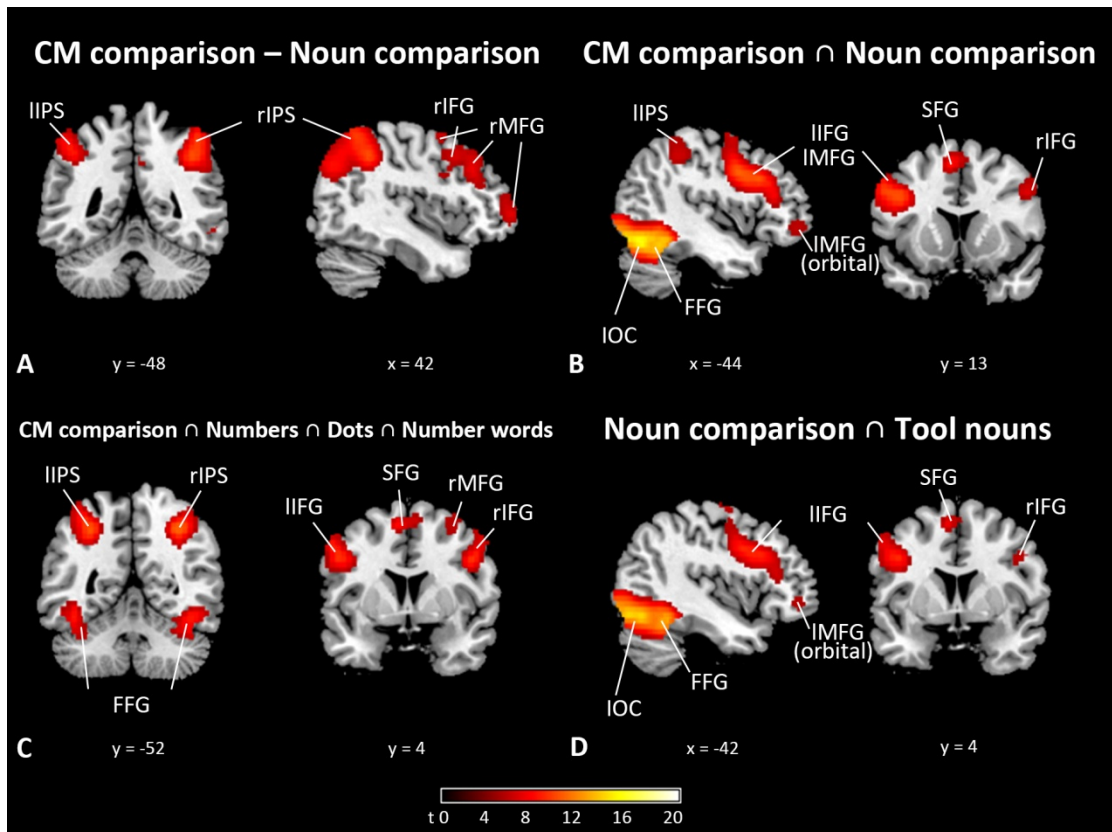 CM comparison – Noun comparison
lIPS
rIPS
rIFG
rMFG
A
y = -48
x = 42
CM comparison ∩ Noun comparison
lIPS
lIFG
lMFG
SFG
rIFG
lMFG
(orbital)
FFG
IOC
B
x = -44
y = 13
CM comparison ∩ Numbers ∩ Dots ∩ Number words
lIPS
rIPS
lIFG
SFG
rMFG
rIFG
FFG
C
y = -52
y = 4
Noun comparison ∩ Tool nouns
lIFG
SFG
rIFG
lMFG
(orbital)
FFG
IOC
D
x = -42
y = 4
t 0 4 8 12 16 20